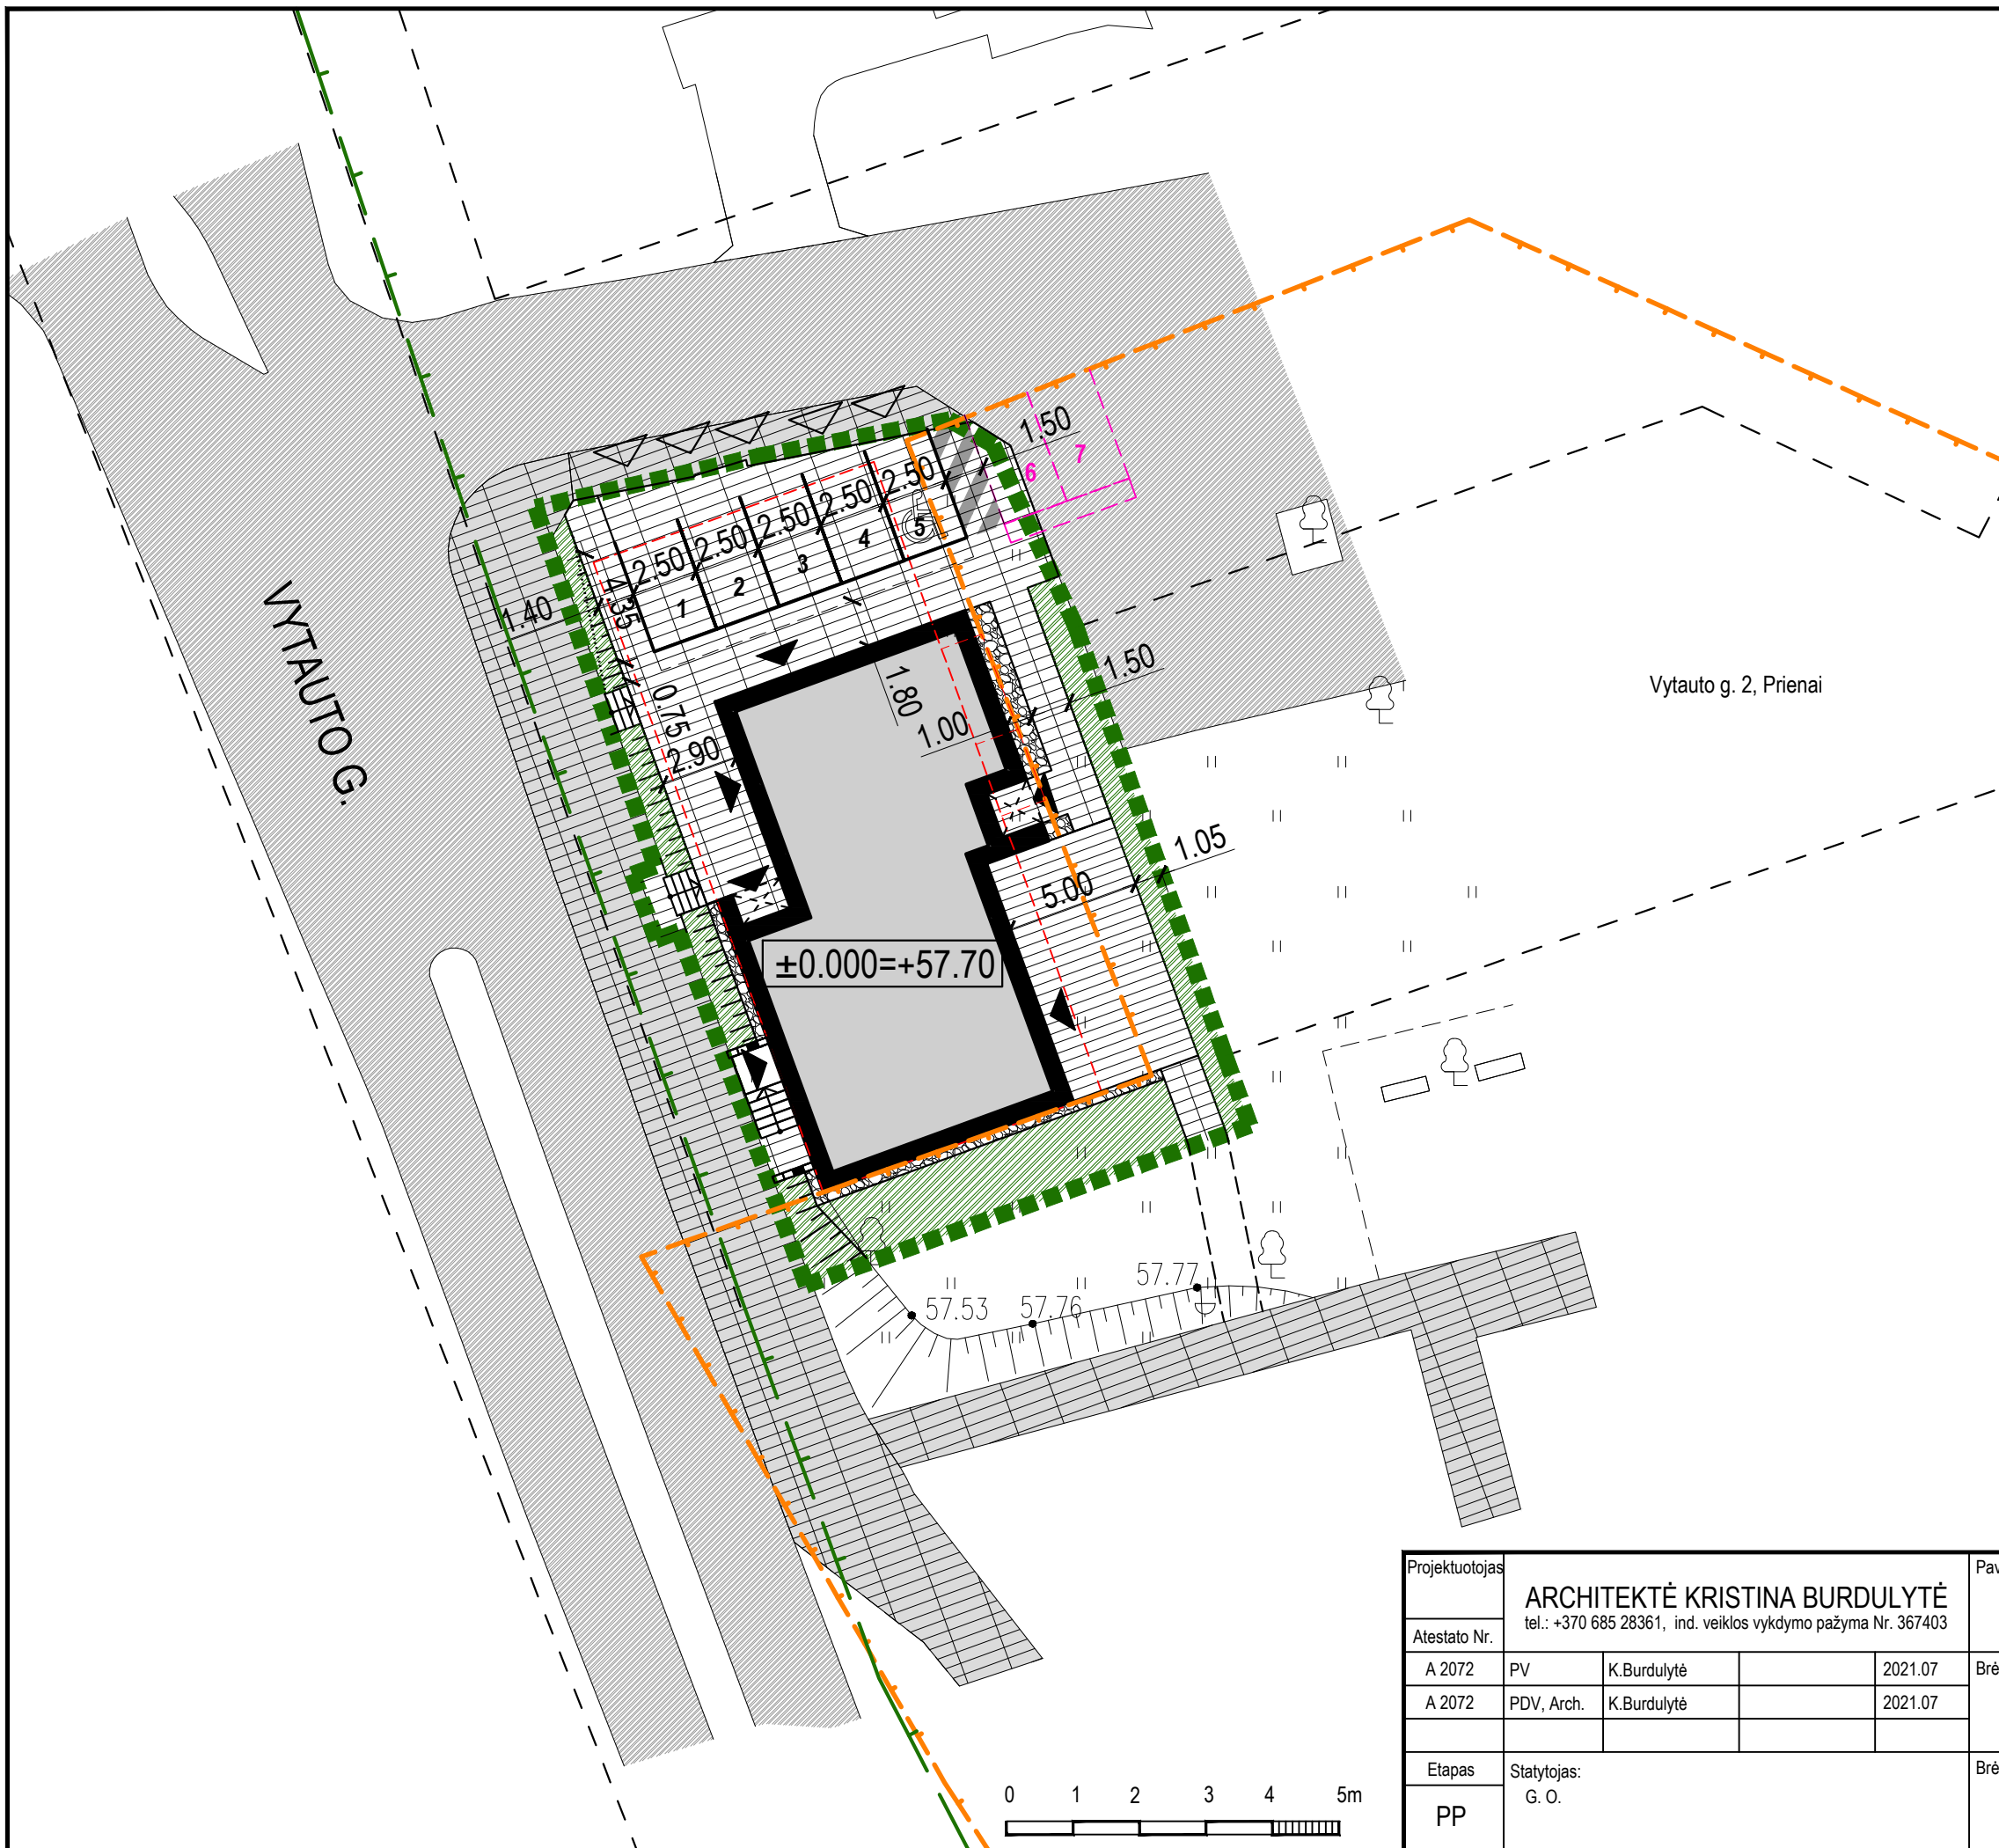 1.50
6
7
2.50
2.50
2.50
2.50
2.50
1
2
3
4
5
4.35
1.40
VYTAUTO G.
0.75
2.90
1.80
1.00
1.50
Vytauto g. 2, Prienai
1.05
5.00
±0.000=+57.70
57.53
57.76
57.77
Projektuotojas
ARCHITEKTĖ KRISTINA BURDULYTĖ
tel.: +370 685 28361, ind. veiklos vykdymo pažyma Nr. 367403
Pav
Atestato Nr.
A 2072 PV K.Burdulytė 2021.07 Brė
A 2072 PDV, Arch. K.Burdulytė 2021.07
Etapas Statytojas: Brė
G. O.
PP
0 1 2 3 4 5m